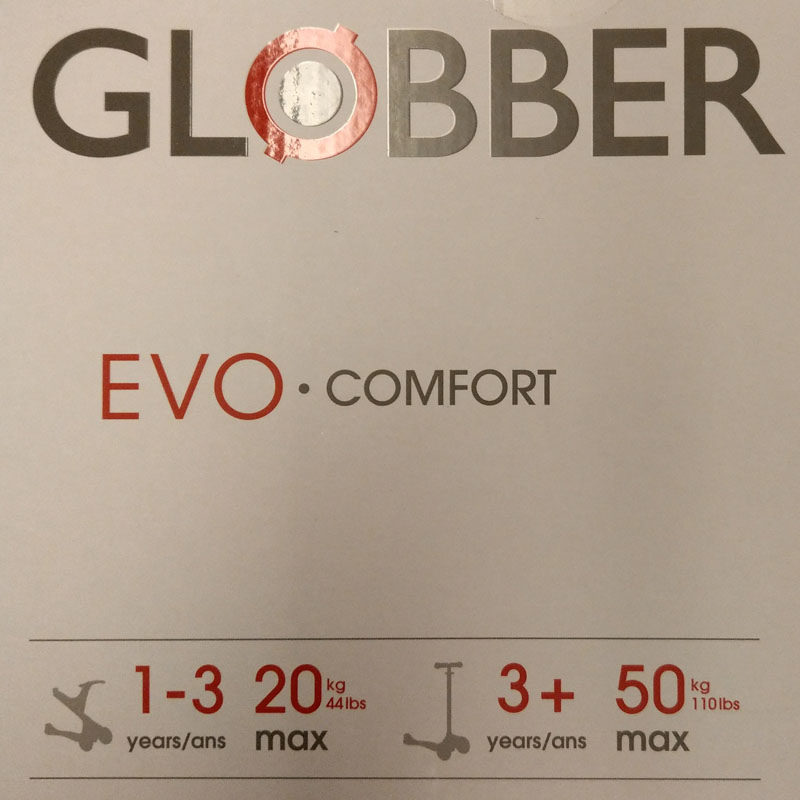 GLOBBER
EVO • COMFORT
1-3 20 kg 3+ 50 kg
44lbs 110lbs
years/ans max years/ans max